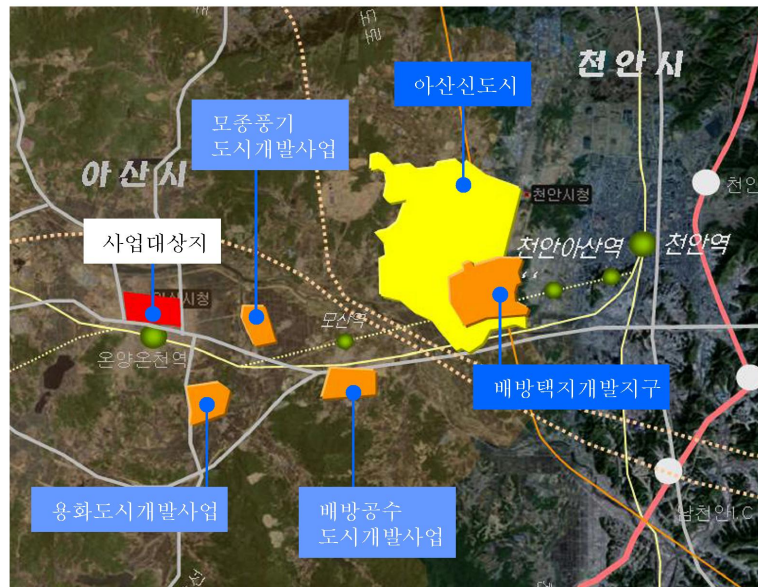 천안시
아산신도시
모종풍기
도시개발사업
아산시
천안시청
천안
사업대상지
천안아산역
천안역
모산역
온양온천역
배방택지개발지구
용화도시개발사업
배방공수
도시개발사업
남천안I.C